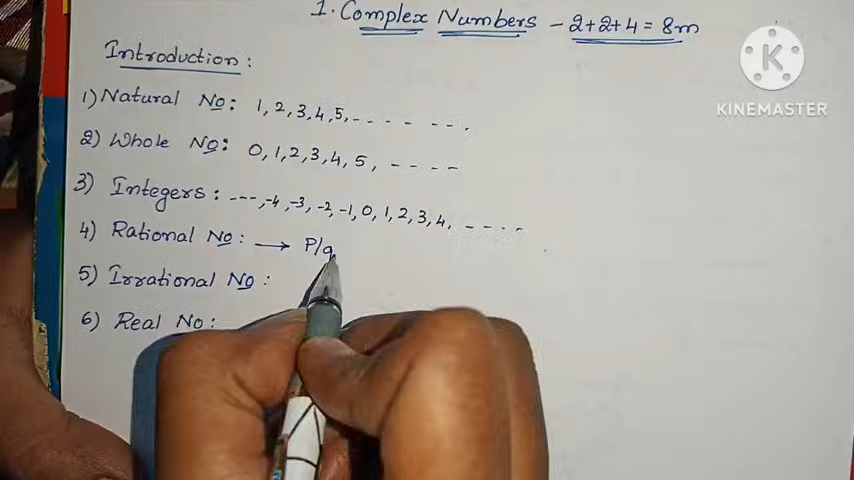 1. Complex Numbers - 2+2+4 = 8m
Introduction :
1) Natural No: 1, 2, 3, 4, 5, - - - - - - - .
2) Whole No: 0, 1, 2, 3, 4, 5, - - - -
3) Integers : - - - , -4, -3, -2, -1, 0, 1, 2, 3, 4, - - - -
4) Rational No: → P/q
5) Irrational No :
6) Real No :
KINEMASTER